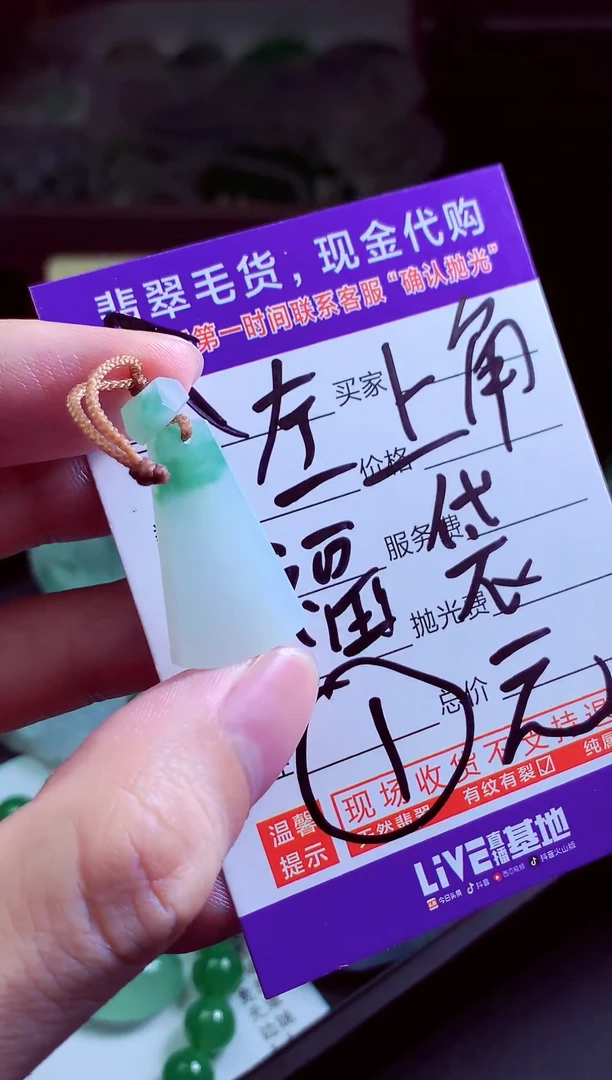 翡翠毛货，现金代购
第一时间联系客服“确认抛光”
左上角
买家
价格
福袋
服务费
抛光费
①元
总价
现场收货不支持退
温馨提示
天然翡翠 有纹有裂☑ 纯属
LiVE直播基地
今日头条 抖音 西瓜视频 抖音火山版